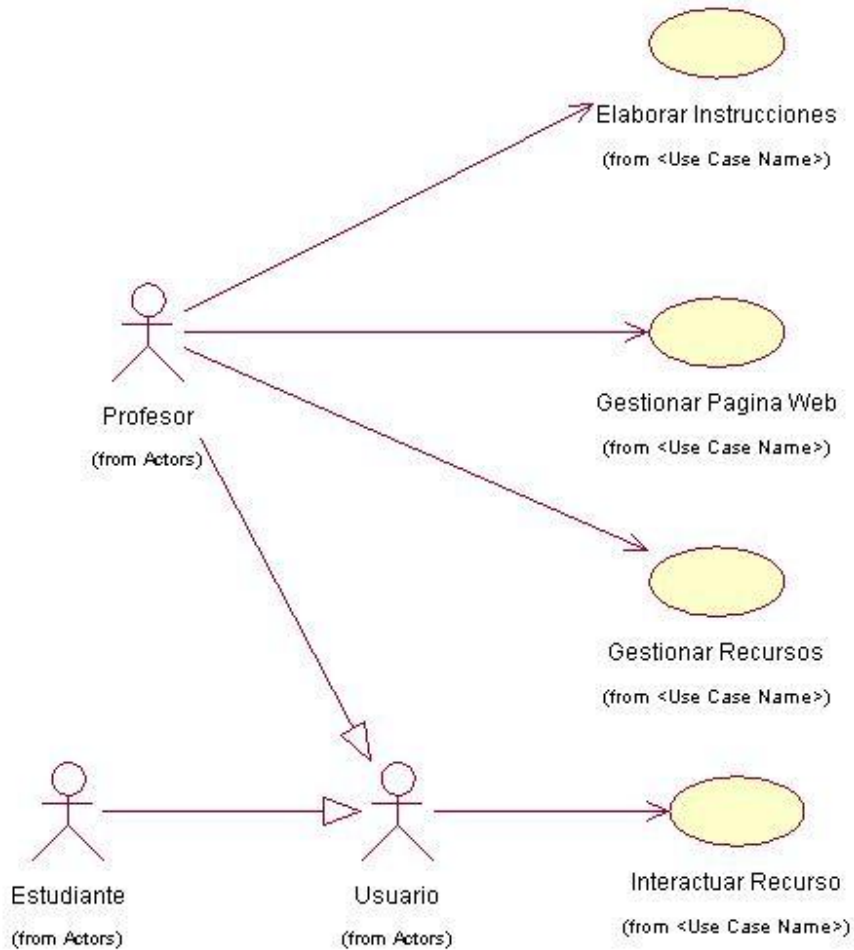 Elaborar Instrucciones
(from <Use Case Name>)
Profesor
(from Actors)
Gestionar Pagina Web
(from <Use Case Name>)
Gestionar Recursos
(from <Use Case Name>)
Estudiante
(from Actors)
Usuario
(from Actors)
Interactuar Recurso
(from <Use Case Name>)